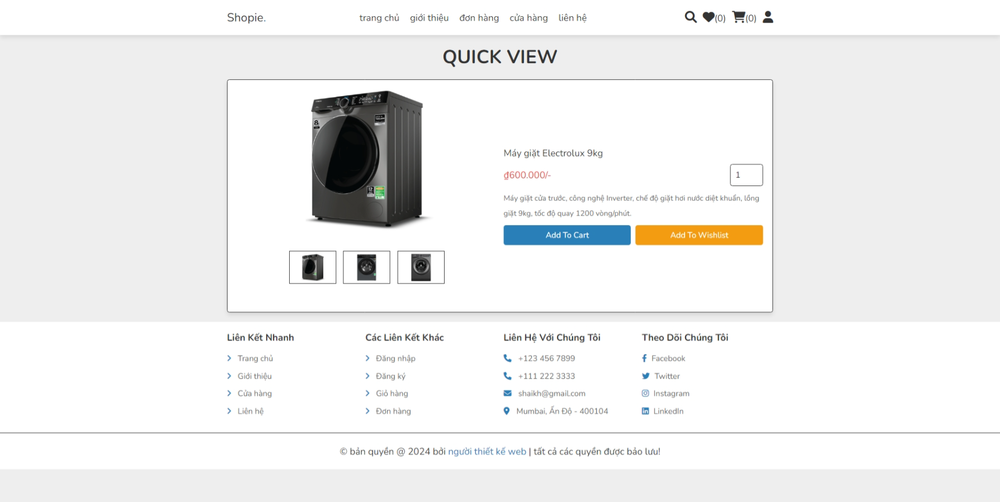 Shopie.
trang chủ giới thiệu đơn hàng cửa hàng liên hệ
(0) (0)
QUICK VIEW
8
12
Máy giặt Electrolux 9kg
₫600.000/-
1
Máy giặt cửa trước, công nghệ Inverter, chế độ giặt hơi nước diệt khuẩn, lồng
giặt 9kg, tốc độ quay 1200 vòng/phút.
Add To Cart
Add To Wishlist
Liên Kết Nhanh
Trang chủ
Giới thiệu
Cửa hàng
Liên hệ
Các Liên Kết Khác
Đăng nhập
Đăng ký
Giỏ hàng
Đơn hàng
Liên Hệ Với Chúng Tôi
+123 456 7899
+111 222 3333
shaikh@gmail.com
Mumbai, Ấn Độ - 400104
Theo Dõi Chúng Tôi
Facebook
Twitter
Instagram
LinkedIn
© bản quyền @ 2024 bởi người thiết kế web | tất cả các quyền được bảo lưu!